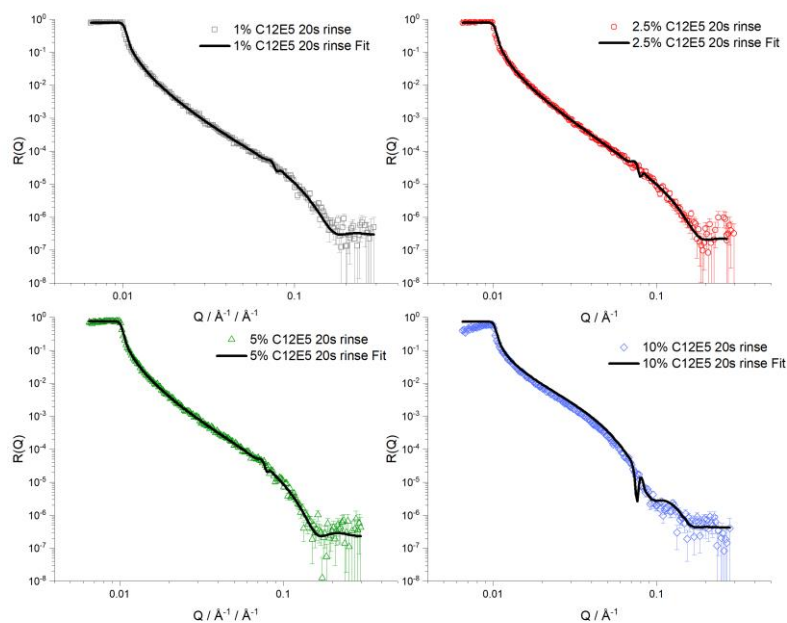 1% C12E5 20s rinse
1% C12E5 20s rinse Fit
R(Q)
10⁰
10⁻¹
10⁻²
10⁻³
10⁻⁴
10⁻⁵
10⁻⁶
10⁻⁷
10⁻⁸
0.01
0.1
Q / Å⁻¹ / Å⁻¹
2.5% C12E5 20s rinse
2.5% C12E5 20s rinse Fit
R(Q)
10⁰
10⁻¹
10⁻²
10⁻³
10⁻⁴
10⁻⁵
10⁻⁶
10⁻⁷
10⁻⁸
0.01
0.1
Q / Å⁻¹
5% C12E5 20s rinse
5% C12E5 20s rinse Fit
R(Q)
10⁰
10⁻¹
10⁻²
10⁻³
10⁻⁴
10⁻⁵
10⁻⁶
10⁻⁷
10⁻⁸
0.01
0.1
Q / Å⁻¹ / Å⁻¹
10% C12E5 20s rinse
10% C12E5 20s rinse Fit
R(Q)
10⁰
10⁻¹
10⁻²
10⁻³
10⁻⁴
10⁻⁵
10⁻⁶
10⁻⁷
10⁻⁸
0.01
0.1
Q / Å⁻¹